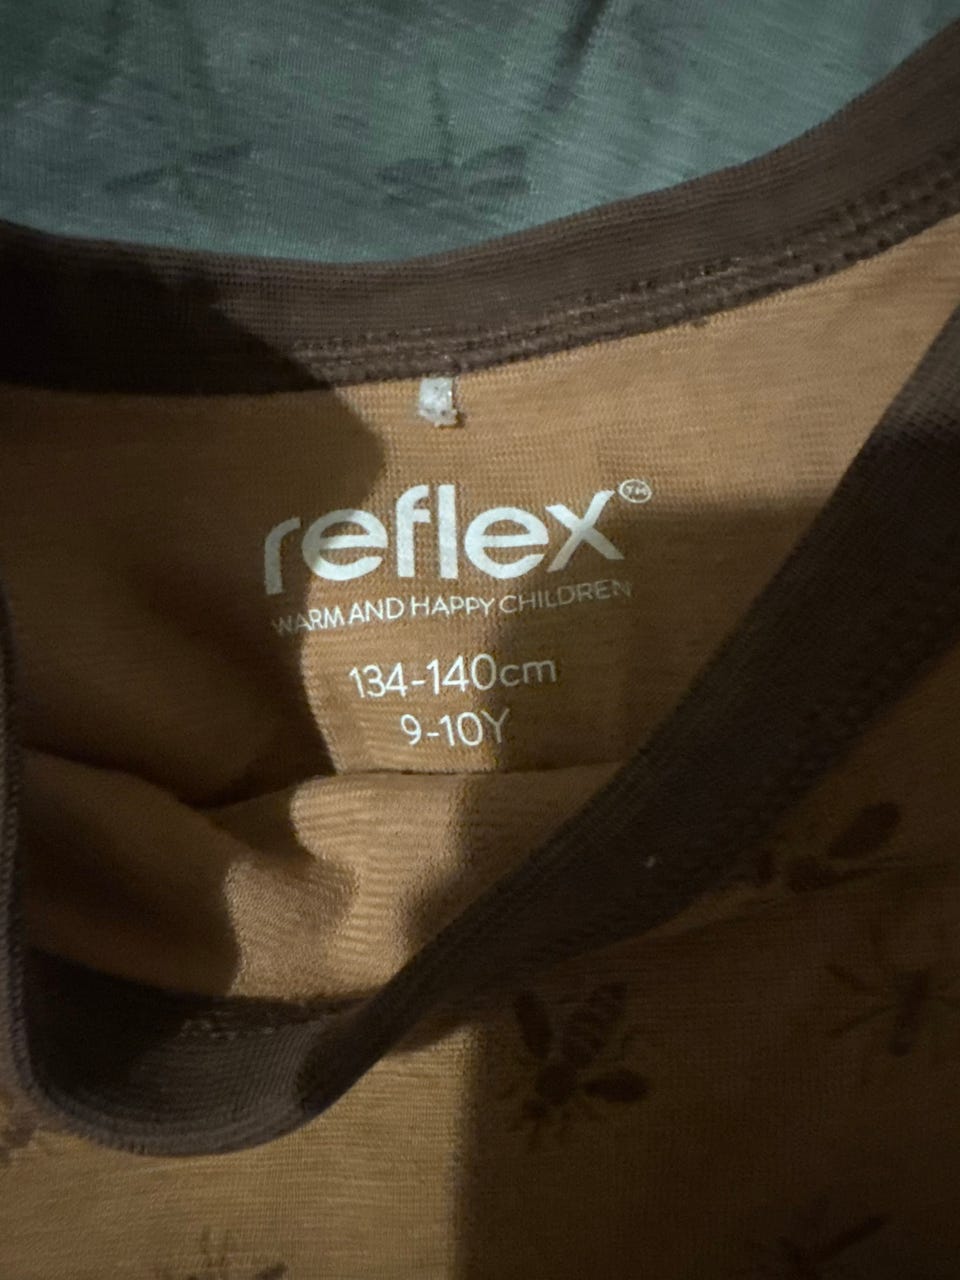 reflex™
WARM AND HAPPY CHILDREN
134-140cm
9-10Y